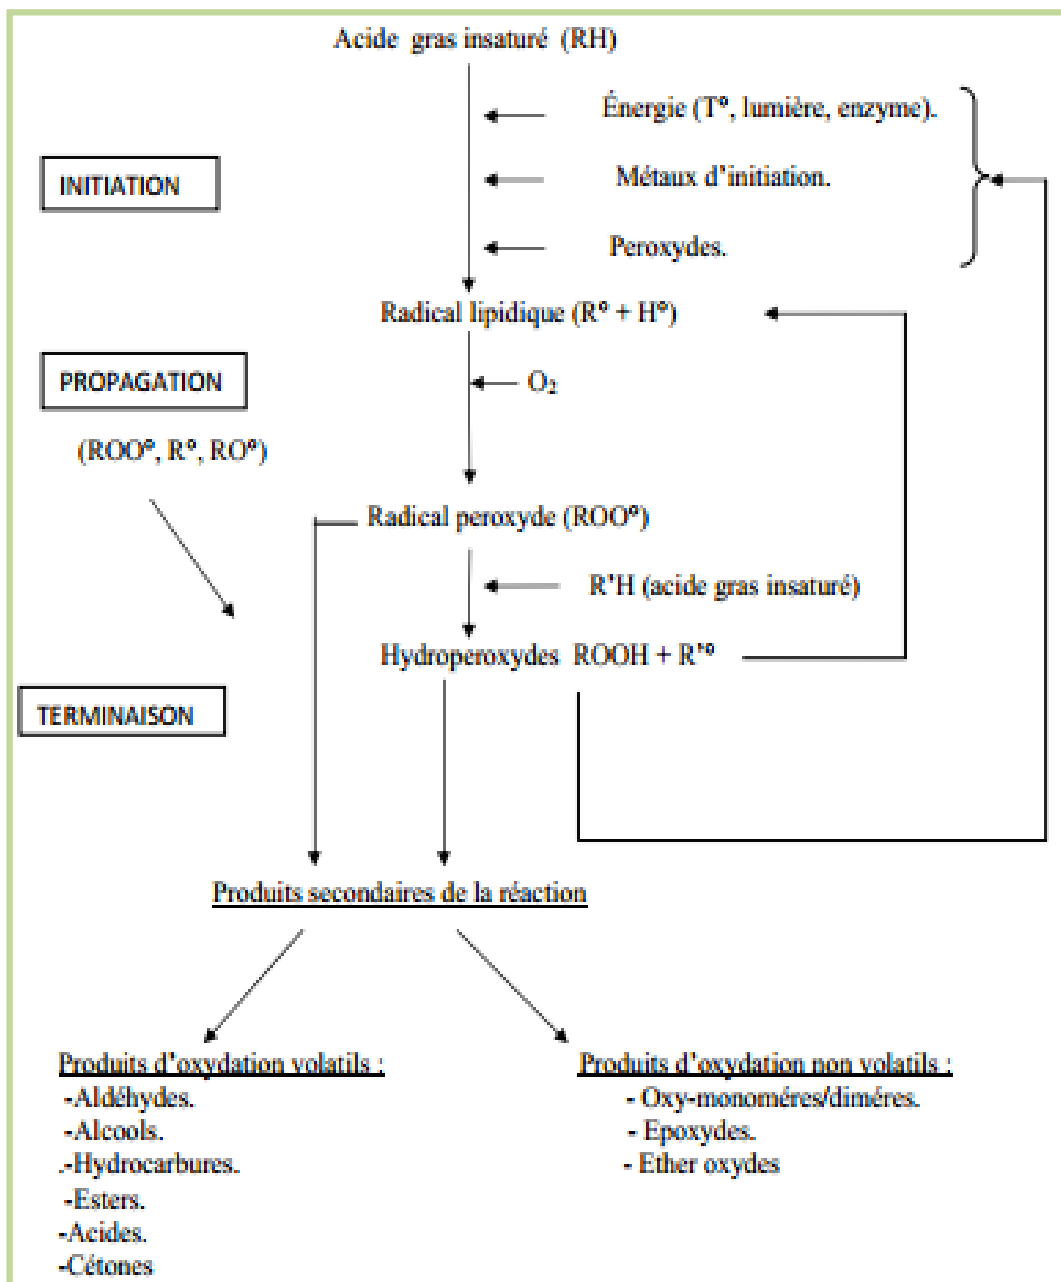 Acide gras insaturé (RH)
Énergie (T°, lumière, enzyme).
INITIATION
Métaux d'initiation.
Peroxydes.
Radical lipidique (R° + H°)
PROPAGATION
O₂
(ROO°, R°, RO°)
Radical peroxyde (ROO°)
R'H (acide gras insaturé)
Hydroperoxydes ROOH + R'°
TERMINAISON
Produits secondaires de la réaction
Produits d'oxydation volatils :
-Aldéhydes.
-Alcools.
.-Hydrocarbures.
-Esters.
-Acides.
-Cétones
Produits d'oxydation non volatils :
- Oxy-monoméres/diméres.
- Epoxydes.
- Ether oxydes